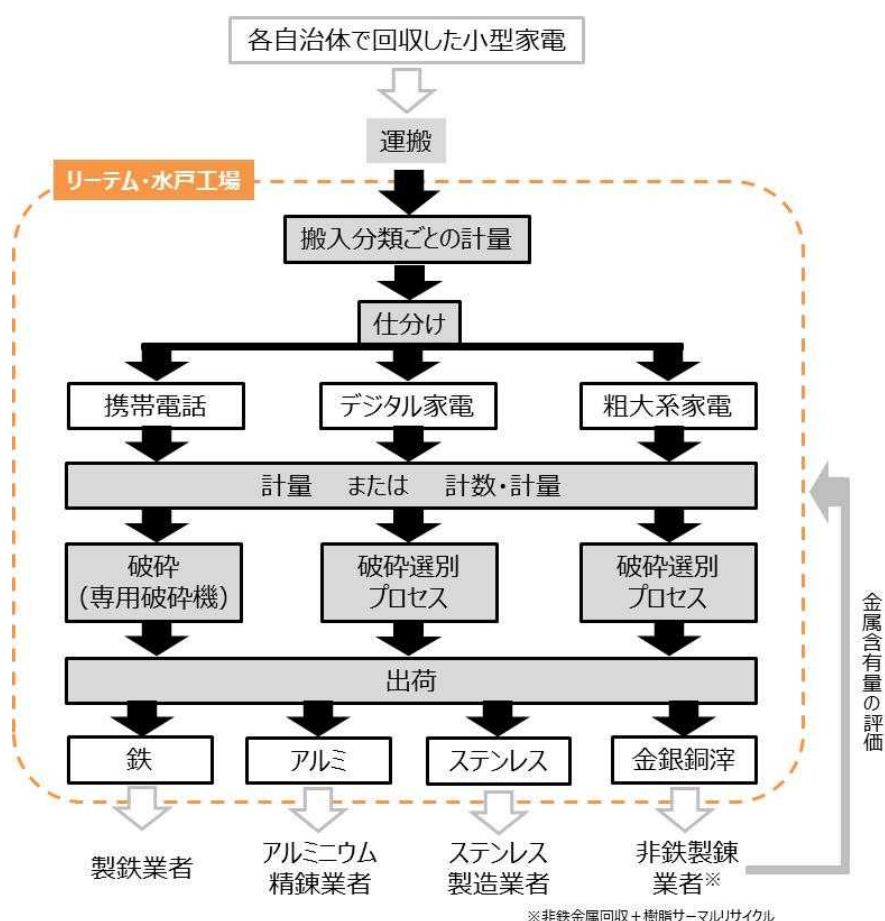 各自治体で回収した小型家電
運搬
リーテム・水戸工場
搬入分類ごとの計量
仕分け
携帯電話
デジタル家電
粗大系家電
計量 または 計数・計量
破砕
(専用破砕機)
破砕選別
プロセス
破砕選別
プロセス
出荷
鉄
アルミ
ステンレス
金銀銅滓
製鉄業者
アルミニウム
精錬業者
ステンレス
製造業者
非鉄製錬
業者※
金属含有量の評価
※非鉄金属回収+樹脂サーマルリサイクル